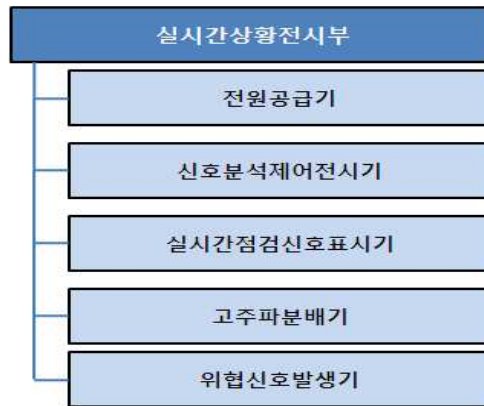 실시간상황전시부
전원공급기
신호분석제어전시기
실시간점검신호표시기
고주파분배기
위협신호발생기